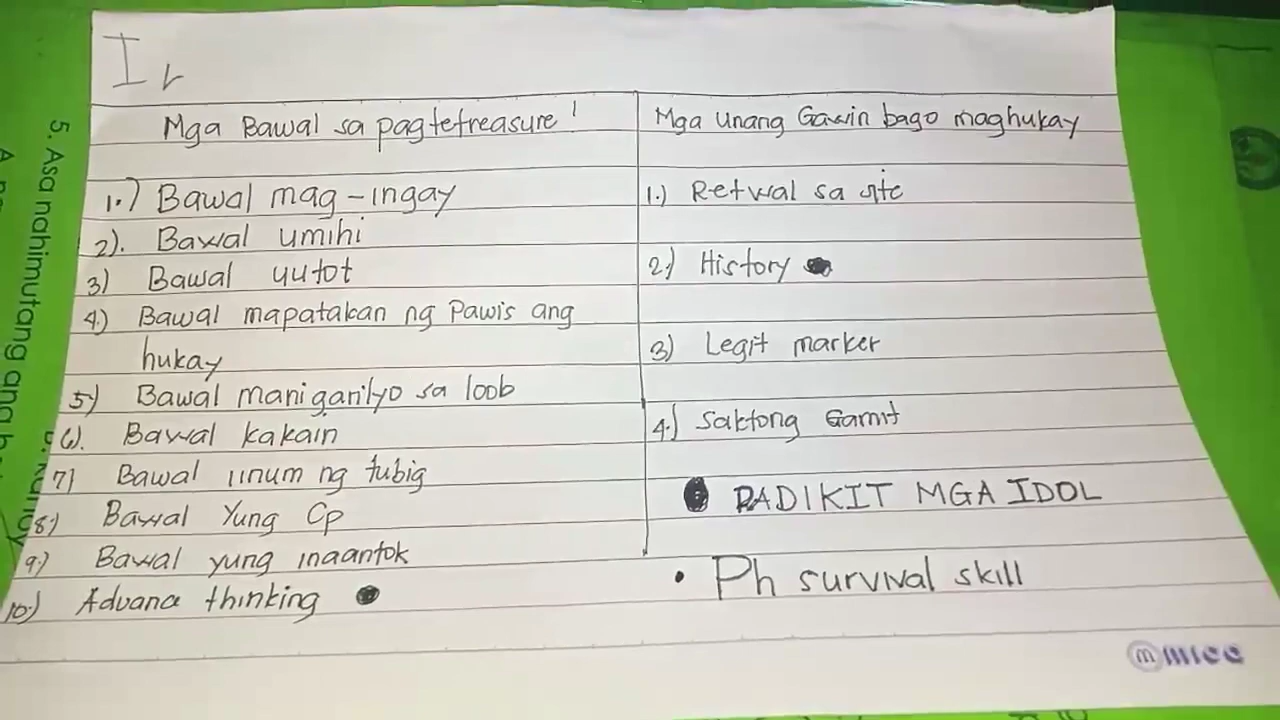 I
Mga Bawal sa pagtetreasure !
1.) Bawal mag-ingay
2). Bawal umihi
3) Bawal uutot
4.) Bawal mapatakan ng Pawis ang
hukay
5.) Bawal manigarilyo sa loob
6). Bawal kakain
7) Bawal iinum ng tubig
8.) Bawal Yung Cp
9.) Bawal yung inaantok
10.) Advance thinking
Mga unang Gawin bago maghukay
1.) Retwal sa site
2.) History
3) Legit marker
4.) Saktong Gamit
PADIKIT MGA IDOL
• Ph survival skill
micc
5. Asa nahimutang ang